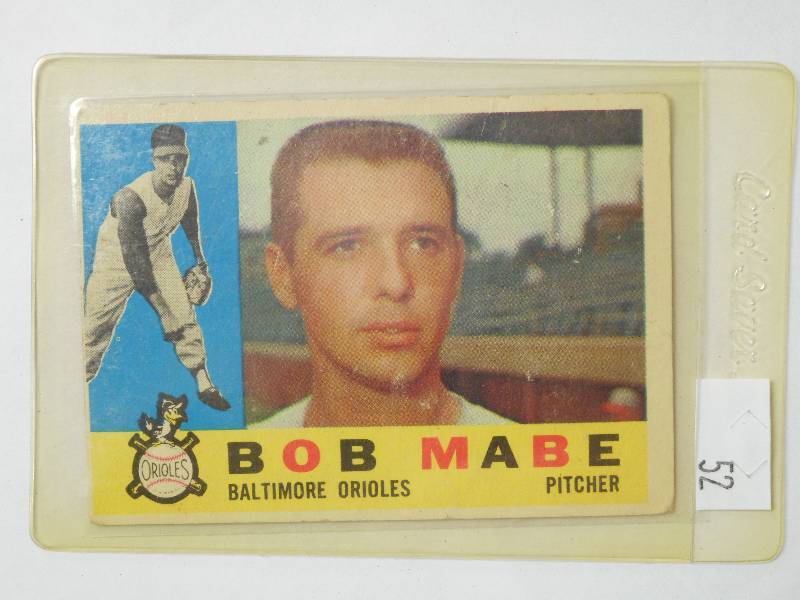 BOB MABE
BALTIMORE ORIOLES PITCHER
ORIOLES
Card Saver
52